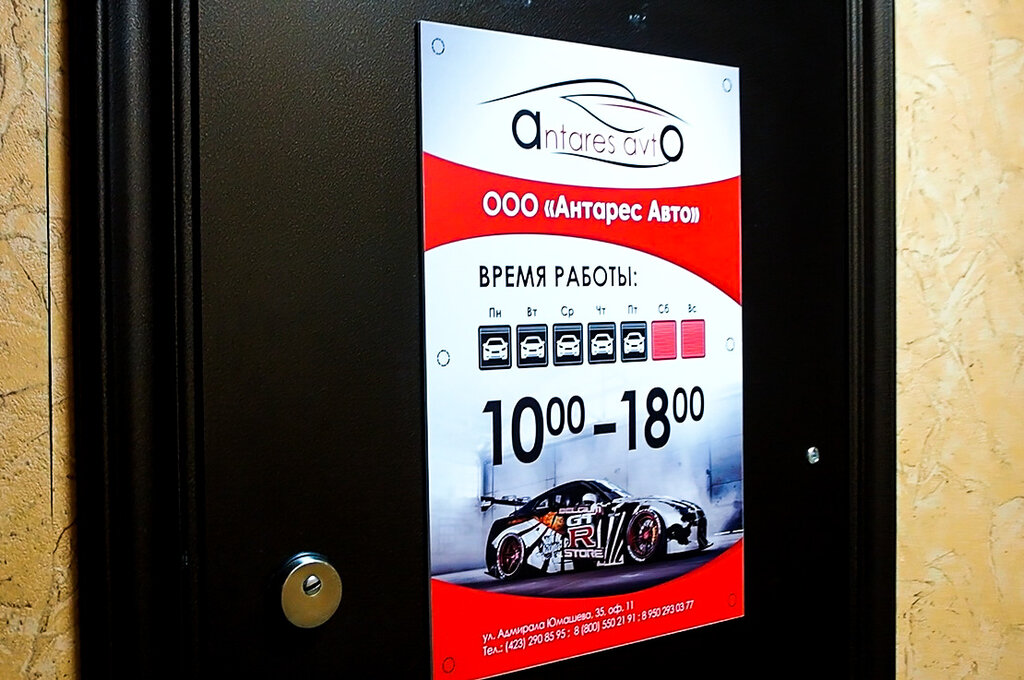 antares avto
ООО «Антарес Авто»
ВРЕМЯ РАБОТЫ:
Пн Вт Ср Чт Пт Сб Вс
10⁰⁰ – 18⁰⁰
BELGIUM
GT
R
STORE
ул. Адмирала Юмашева, 35, оф. 11
Тел.: (423) 290 85 95 ; 8 (800) 550 21 91 ; 8 950 293 03 77